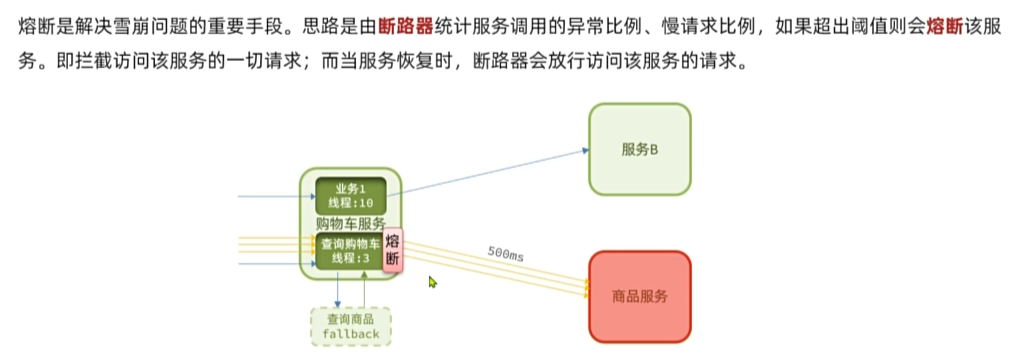 熔断是解决雪崩问题的重要手段。思路是由断路器统计服务调用的异常比例、慢请求比例，如果超出阈值则会熔断该服
务。即拦截访问该服务的一切请求；而当服务恢复时，断路器会放行访问该服务的请求。
服务B
业务1
线程:10
购物车服务
查询购物车
线程:3
熔
断
500ms
商品服务
查询商品
fallback